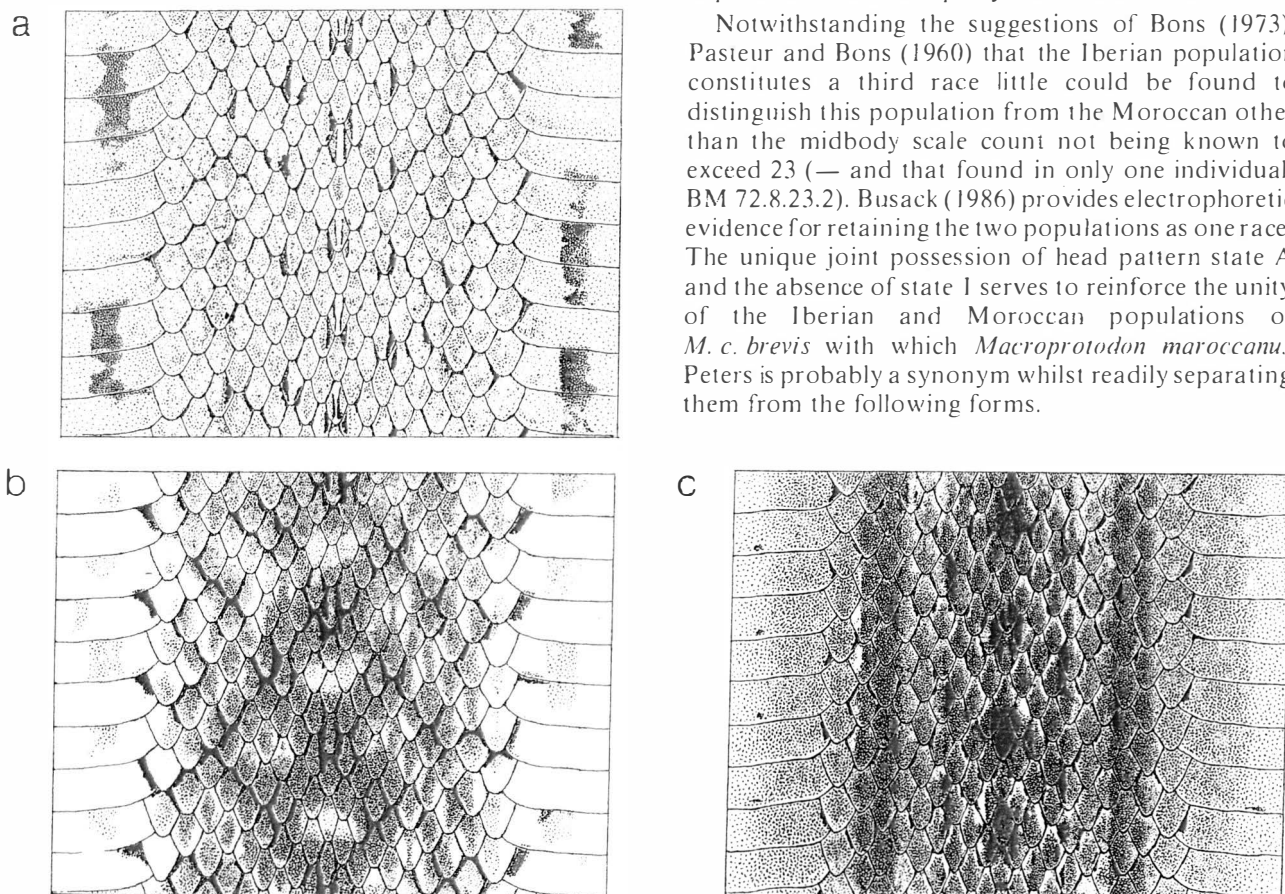 a
Notwithstanding the suggestions of Bons (1973)
Pasteur and Bons (1960) that the Iberian population
constitutes a third race little could be found to
distinguish this population from the Moroccan othe
than the midbody scale count not being known to
exceed 23 (— and that found in only one individual
BM 72.8.23.2). Busack (1986) provides electrophoreti
evidence for retaining the two populations as one race
The unique joint possession of head pattern state A
and the absence of state I serves to reinforce the unity
of the Iberian and Moroccan populations o
M. c. brevis with which Macroprotodon maroccanu
Peters is probably a synonym whilst readily separating
them from the following forms.
b
c